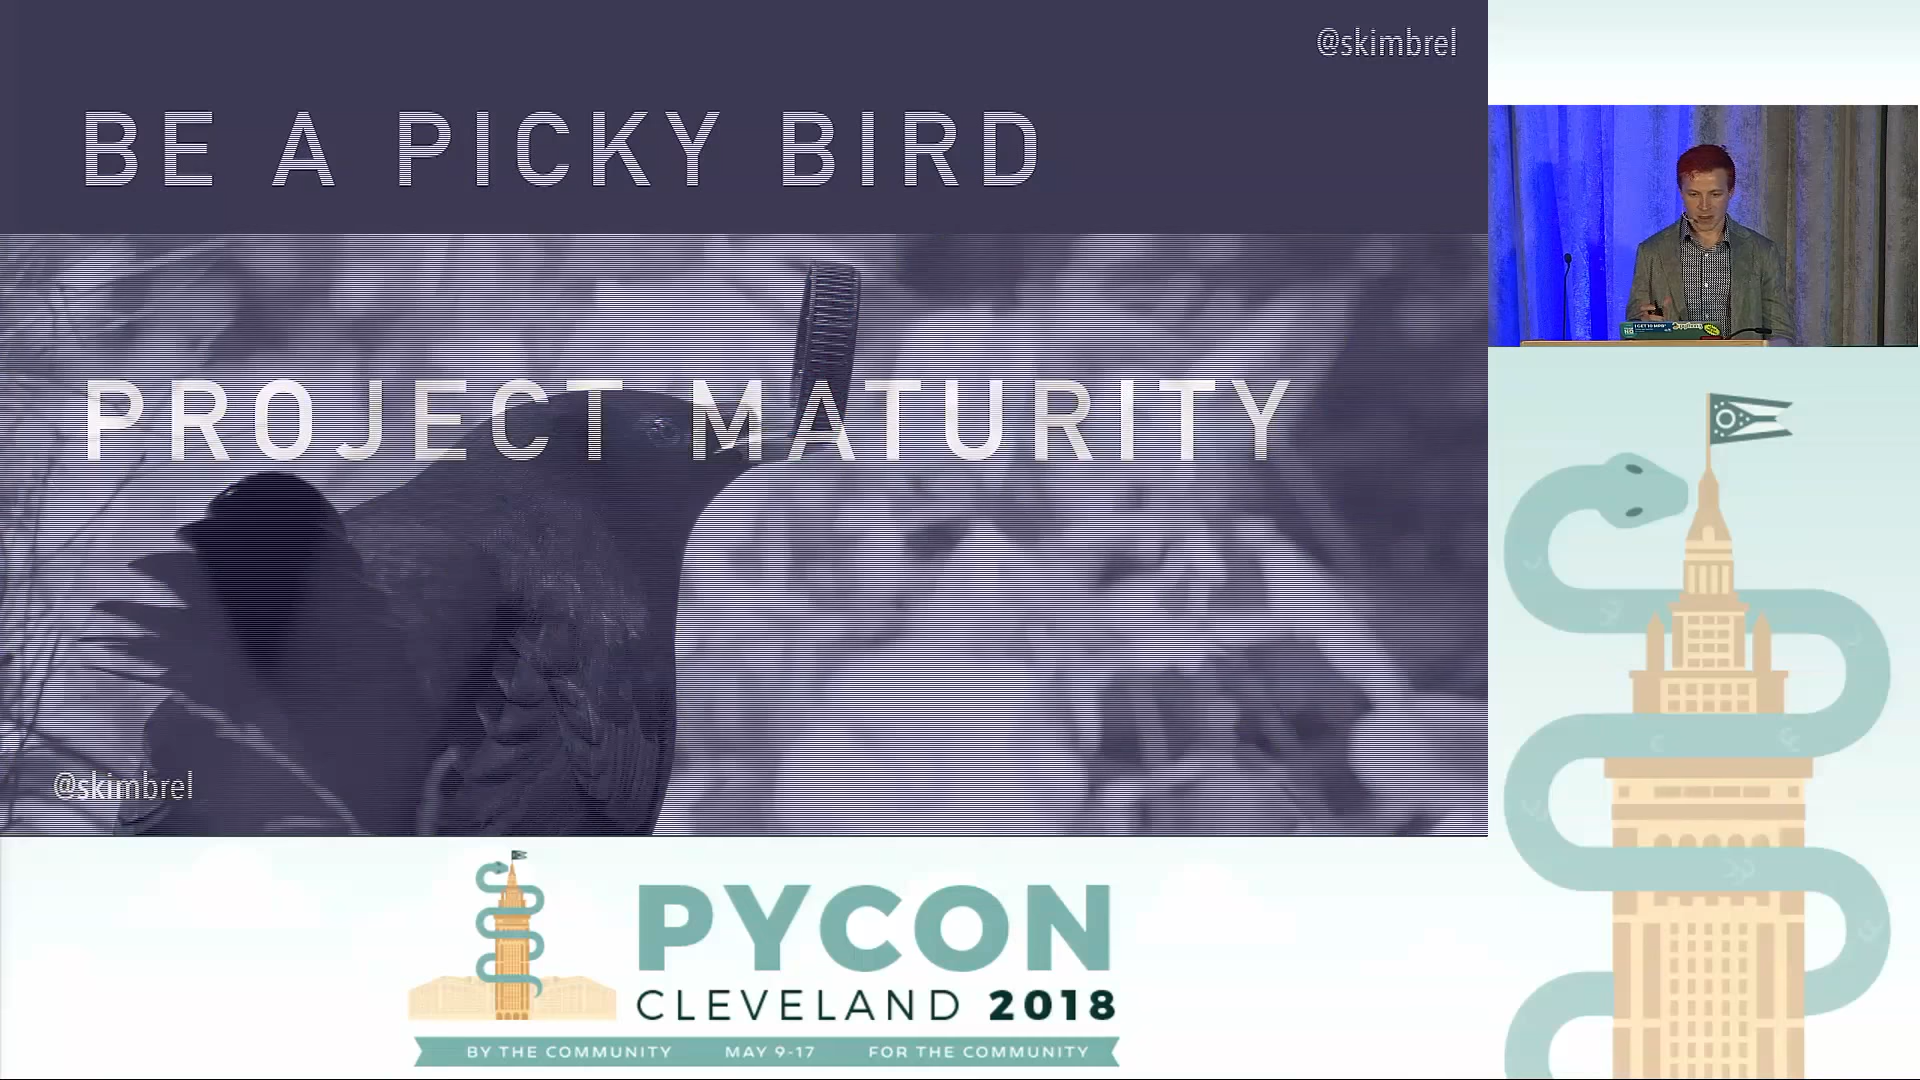 @skimbrel
BE A PICKY BIRD
PROJECT MATURITY
@skimbrel
PYCON
CLEVELAND 2018
BY THE COMMUNITY MAY 9-17 FOR THE COMMUNITY